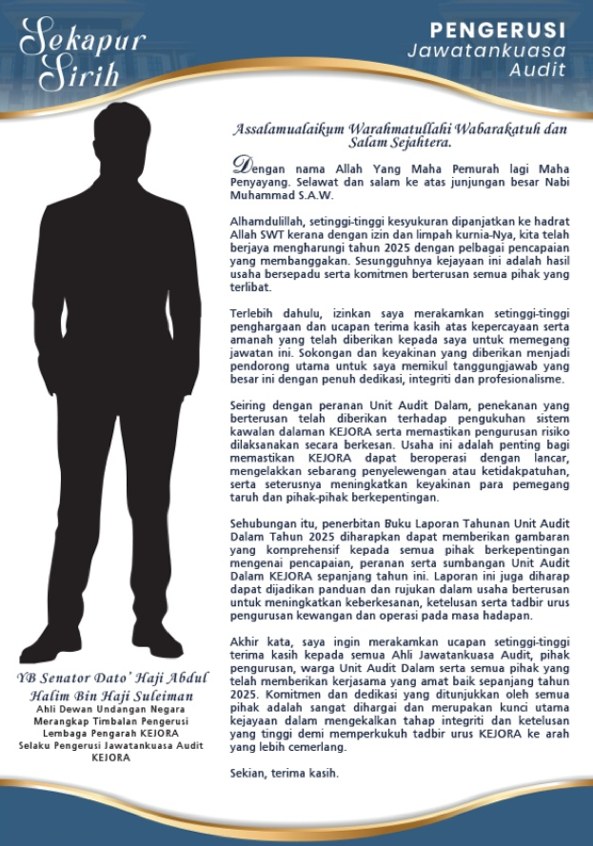 Sekapur
Sirih
PENGERUSI
Jawatankuasa
Audit
Assalamualaikum Warahmatullahi Wabarakatuh dan
Salam Sejahtera.
Dengan nama Allah Yang Maha Pemurah lagi Maha
Penyayang. Selawat dan salam ke atas junjungan besar Nabi
Muhammad S.A.W.
Alhamdulillah, setinggi-tinggi kesyukuran dipanjatkan ke hadrat
Allah SWT kerana dengan izin dan limpah kurnia-Nya, kita telah
berjaya mengharungi tahun 2025 dengan pelbagai pencapaian
yang membanggakan. Sesungguhnya kejayaan ini adalah hasil
usaha bersepadu serta komitmen berterusan semua pihak yang
terlibat.
Terlebih dahulu, izinkan saya merakamkan setinggi-tinggi
penghargaan dan ucapan terima kasih atas kepercayaan serta
amanah yang telah diberikan kepada saya untuk memegang
jawatan ini. Sokongan dan keyakinan yang diberikan menjadi
pendorong utama untuk saya memikul tanggungjawab yang
besar ini dengan penuh dedikasi, integriti dan profesionalisme.
Seiring dengan peranan Unit Audit Dalam, penekanan yang
berterusan telah diberikan terhadap pengukuhan sistem
kawalan dalaman KEJORA serta memastikan pengurusan risiko
dilaksanakan secara berkesan. Usaha ini adalah penting bagi
memastikan KEJORA dapat beroperasi dengan lancar,
mengelakkan sebarang penyelewengan atau ketidakpatuhan,
serta seterusnya meningkatkan keyakinan para pemegang
taruh dan pihak-pihak berkepentingan.
Sehubungan itu, penerbitan Buku Laporan Tahunan Unit Audit
Dalam Tahun 2025 diharapkan dapat memberikan gambaran
yang komprehensif kepada semua pihak berkepentingan
mengenai pencapaian, peranan serta sumbangan Unit Audit
Dalam KEJORA sepanjang tahun ini. Laporan ini juga diharap
dapat dijadikan panduan dan rujukan dalam usaha berterusan
untuk meningkatkan keberkesanan, ketelusan serta tadbir urus
pengurusan kewangan dan operasi pada masa hadapan.
Akhir kata, saya ingin merakamkan ucapan setinggi-tinggi
terima kasih kepada semua Ahli Jawatankuasa Audit, pihak
pengurusan, warga Unit Audit Dalam serta semua pihak yang
telah memberikan kerjasama yang amat baik sepanjang tahun
2025. Komitmen dan dedikasi yang ditunjukkan oleh semua
pihak adalah sangat dihargai dan merupakan kunci utama
kejayaan dalam mengekalkan tahap integriti dan ketelusan
yang tinggi demi memperkukuh tadbir urus KEJORA ke arah
yang lebih cemerlang.
Sekian, terima kasih.
YB Senator Dato' Haji Abdul
Halim Bin Haji Suleiman
Ahli Dewan Undangan Negara
Merangkap Timbalan Pengerusi
Lembaga Pengarah KEJORA
Selaku Pengerusi Jawatankuasa Audit
KEJORA